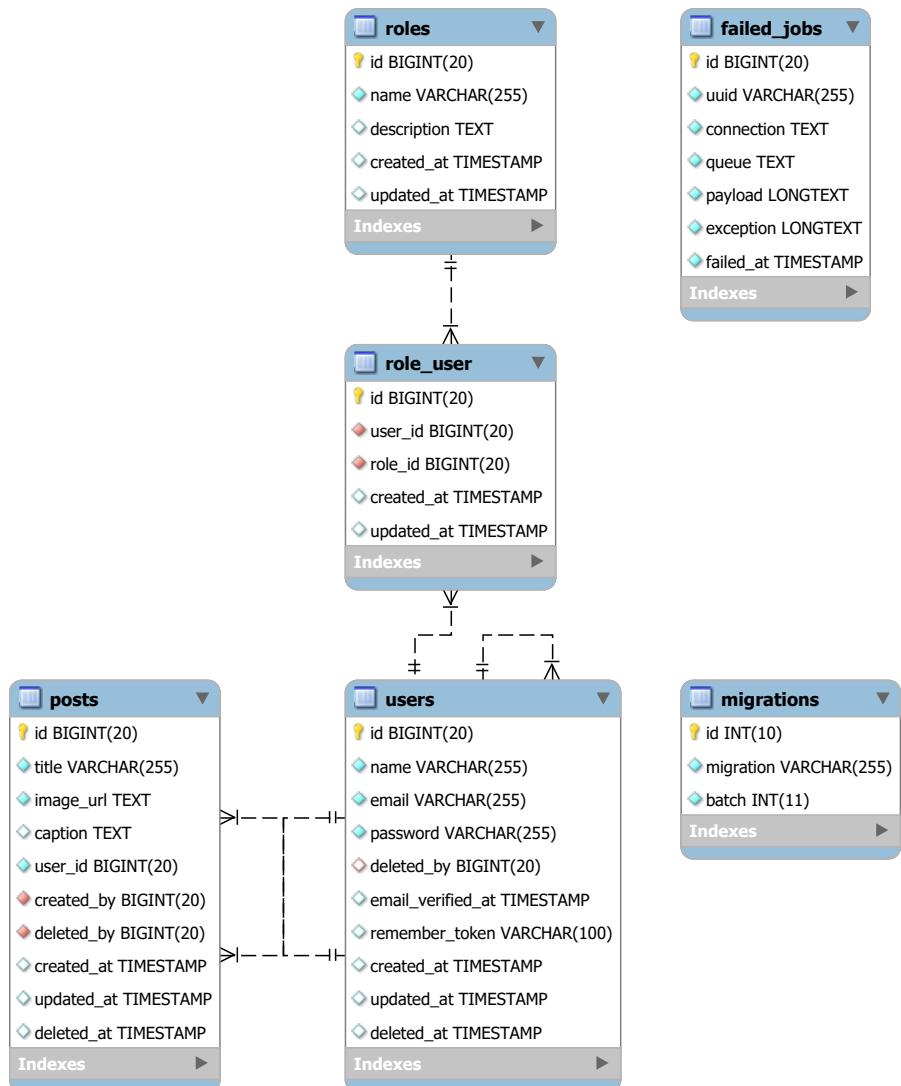 roles
id BIGINT(20)
name VARCHAR(255)
description TEXT
created_at TIMESTAMP
updated_at TIMESTAMP
Indexes
failed_jobs
id BIGINT(20)
uuid VARCHAR(255)
connection TEXT
queue TEXT
payload LONGTEXT
exception LONGTEXT
failed_at TIMESTAMP
Indexes
role_user
id BIGINT(20)
user_id BIGINT(20)
role_id BIGINT(20)
created_at TIMESTAMP
updated_at TIMESTAMP
Indexes
posts
id BIGINT(20)
title VARCHAR(255)
image_url TEXT
caption TEXT
user_id BIGINT(20)
created_by BIGINT(20)
deleted_by BIGINT(20)
created_at TIMESTAMP
updated_at TIMESTAMP
deleted_at TIMESTAMP
Indexes
users
id BIGINT(20)
name VARCHAR(255)
email VARCHAR(255)
password VARCHAR(255)
deleted_by BIGINT(20)
email_verified_at TIMESTAMP
remember_token VARCHAR(100)
created_at TIMESTAMP
updated_at TIMESTAMP
deleted_at TIMESTAMP
Indexes
migrations
id INT(10)
migration VARCHAR(255)
batch INT(11)
Indexes